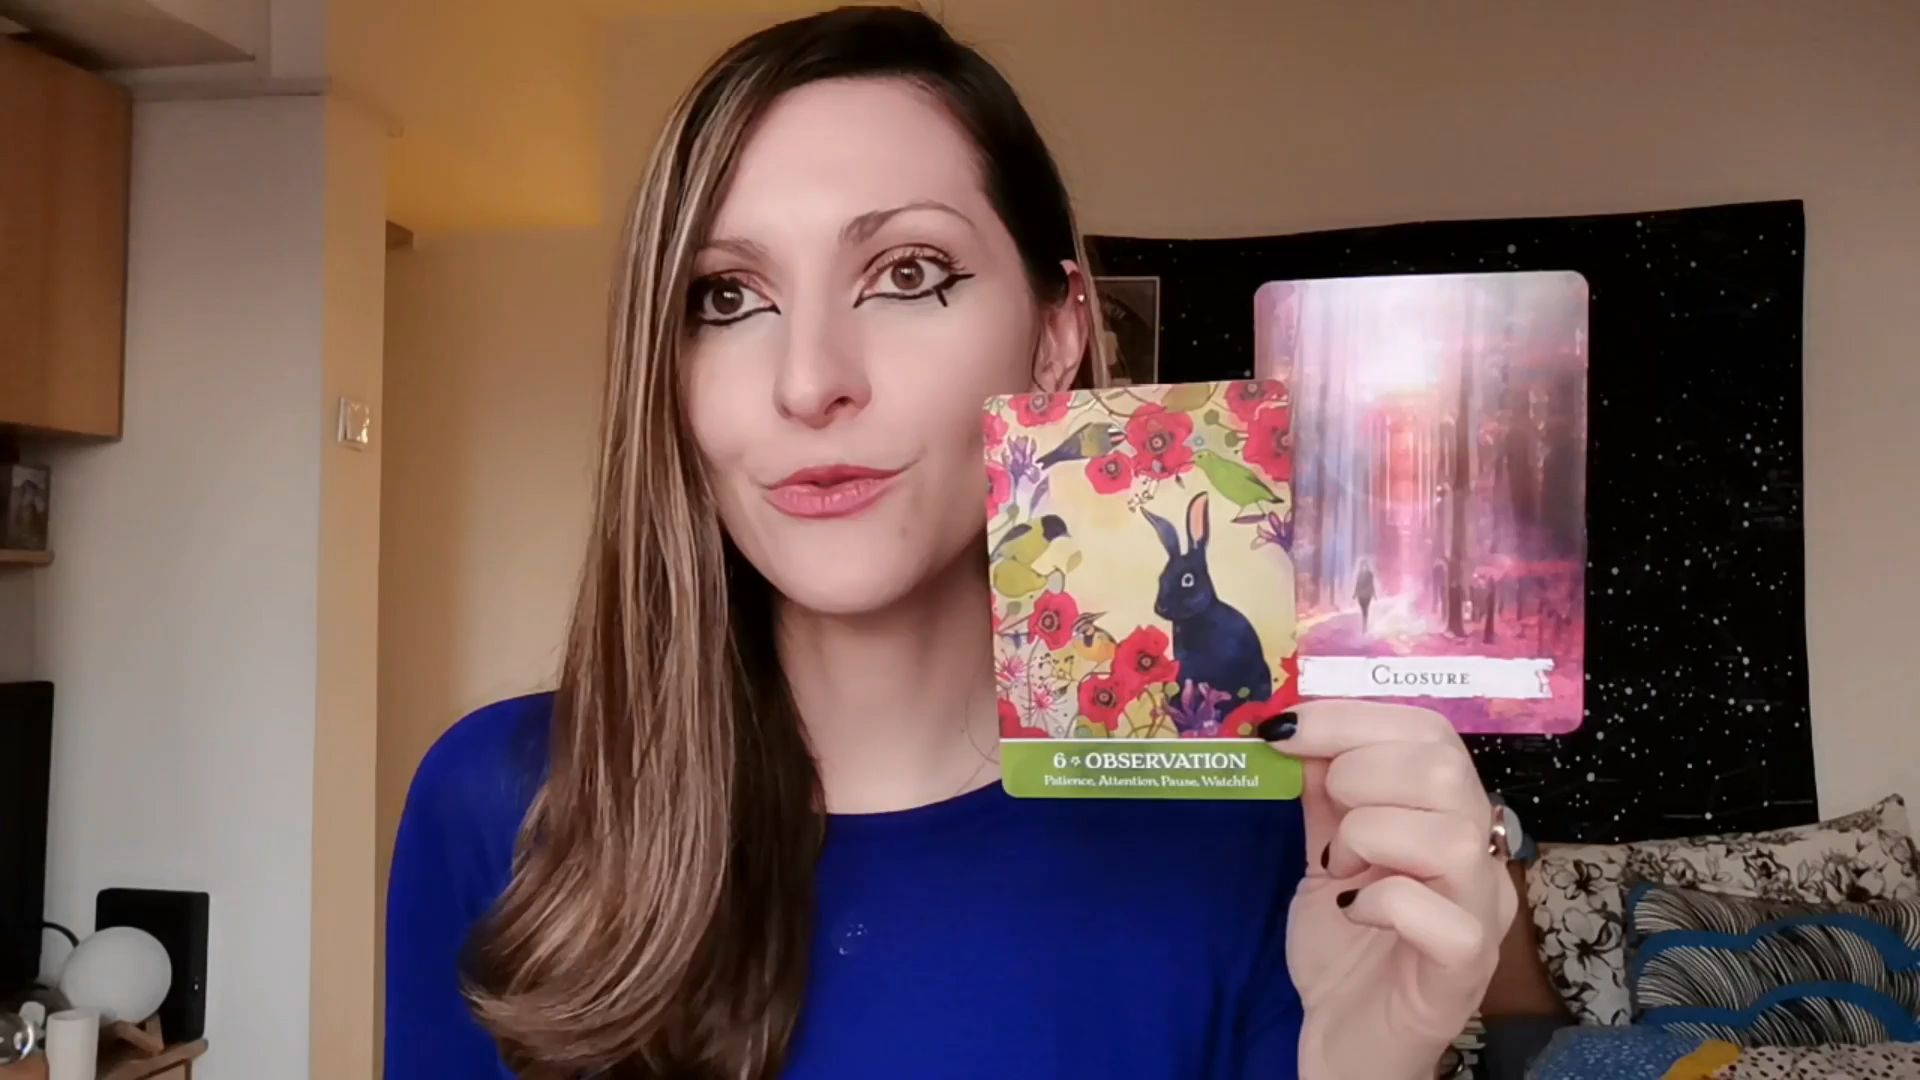 CLOSURE
6 OBSERVATION
Patience, Attention, Pause, Watchful